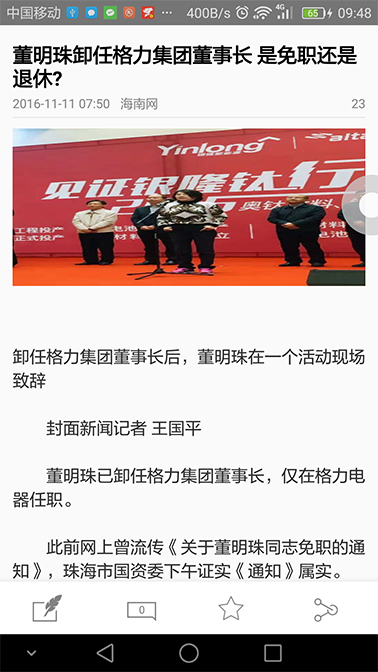 中国移动 400B/s 4G 65 09:48
董明珠卸任格力集团董事长 是免职还是
退休?
2016-11-11 07:50 海南网 23
Yinlong
见证银隆钛行
奥钛材料
工程投产
正式投产
卸任格力集团董事长后，董明珠在一个活动现场
致辞
封面新闻记者 王国平
董明珠已卸任格力集团董事长，仅在格力电
器任职。
此前网上曾流传《关于董明珠同志免职的通
知》，珠海市国资委下午证实《通知》属实。
0